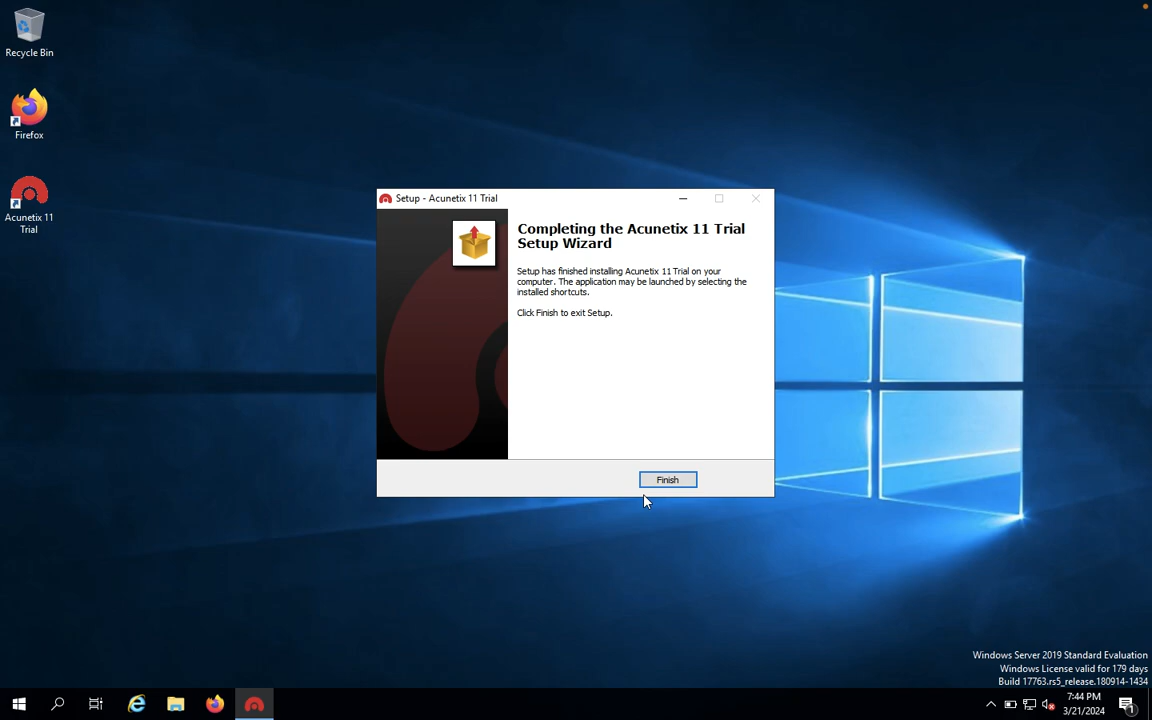 Recycle Bin
Firefox
Acunetix 11
Trial
Setup - Acunetix 11 Trial
Completing the Acunetix 11 Trial
Setup Wizard
Setup has finished installing Acunetix 11 Trial on your
computer. The application may be launched by selecting the
installed shortcuts.
Click Finish to exit Setup.
Finish
Windows Server 2019 Standard Evaluation
Windows License valid for 179 days
Build 17763.rs5_release.180914-1434
7:44 PM
3/21/2024
1